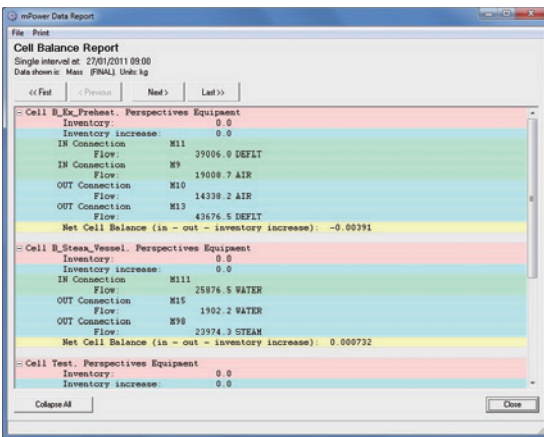 mPower Data Report
File Print
Cell Balance Report
Single interval at: 27/01/2011 09:00
Data shown is: Mass (FINAL). Units: kg
<< First < Previous Next > Last >>
Cell B_Ex_Preheat, Perspectives Equipment
Inventory: 0.0
Inventory increase: 0.0
IN Connection M11
Flow: 39006.0 DEFLT
IN Connection M9
Flow: 19008.7 AIR
OUT Connection M10
Flow: 14338.2 AIR
OUT Connection M13
Flow: 43676.5 DEFLT
Net Cell Balance (in - out - inventory increase): -0.00391
Cell B_Steam_Vessel, Perspectives Equipment
Inventory: 0.0
Inventory increase: 0.0
IN Connection M111
Flow: 25876.5 WATER
OUT Connection M15
Flow: 1902.2 WATER
OUT Connection M98
Flow: 23974.3 STEAM
Net Cell Balance (in - out - inventory increase): 0.000732
Cell Test, Perspectives Equipment
Inventory: 0.0
Inventory increase: 0.0
Collapse All Close